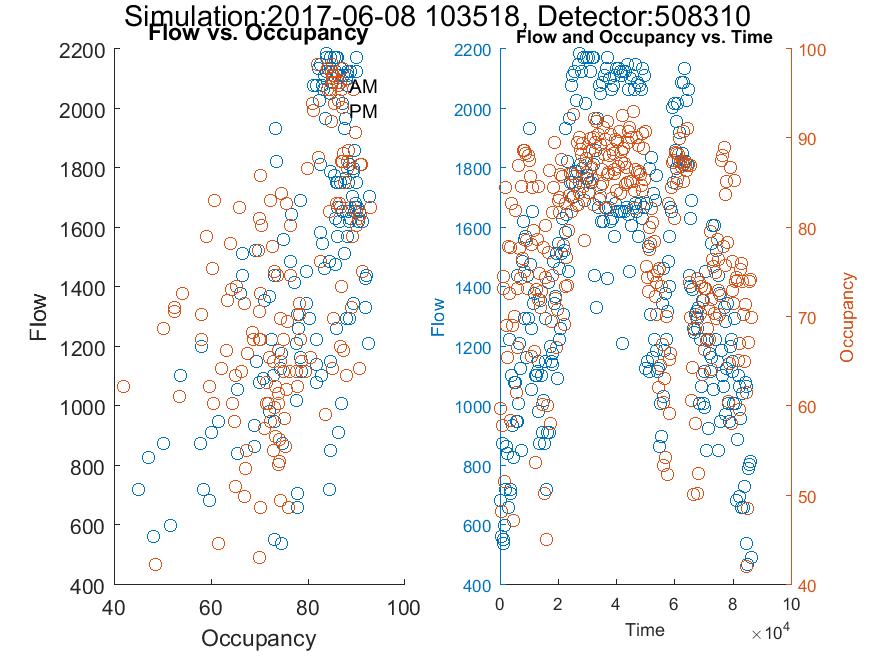 Simulation:2017-06-08 103518, Detector:508310
Flow vs. Occupancy
2200
2000
1800
1600
1400
1200
1000
800
600
400
40 60 80 100
Flow
Occupancy
AM
PM
Flow and Occupancy vs. Time
2200
2000
1800
1600
1400
1200
1000
800
600
400
Flow
0 2 4 6 8 10
×10^4
Time
100
90
80
70
60
50
40
Occupancy